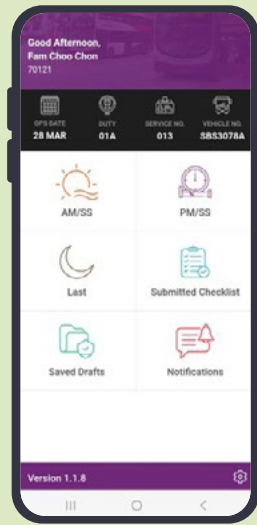 Good Afternoon,
Fam Choo Chon
70121
OPS DATE DUTY SERVICE NO. VEHICLE NO.
28 MAR 01A 013 SBS3078A
AM/SS PM/SS
Last Submitted Checklist
Saved Drafts Notifications
Version 1.1.8